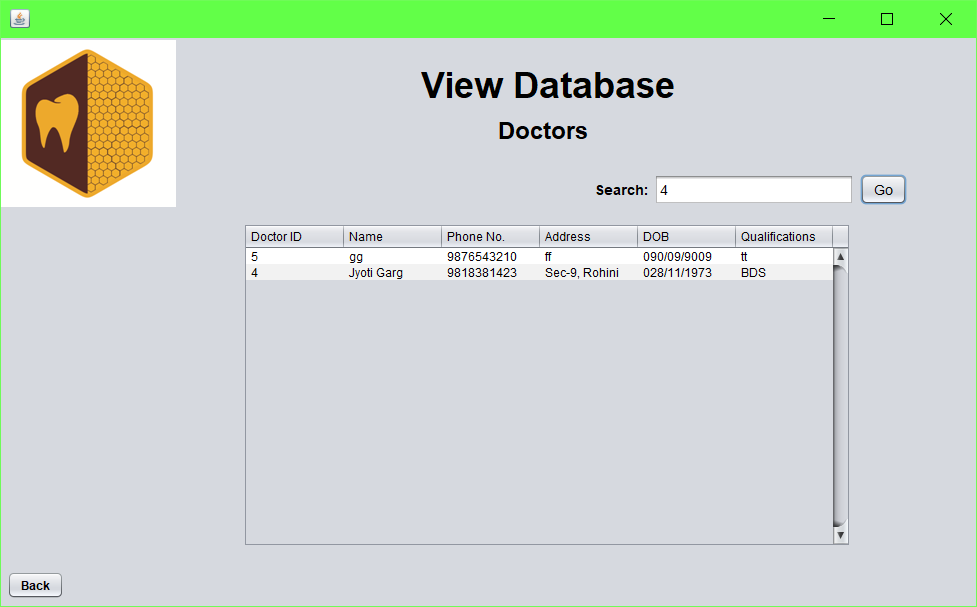 View Database
Doctors
Search: 4 Go
Doctor ID Name Phone No. Address DOB Qualifications
5 gg 9876543210 ff 090/09/9009 tt
4 Jyoti Garg 9818381423 Sec-9, Rohini 028/11/1973 BDS
Back